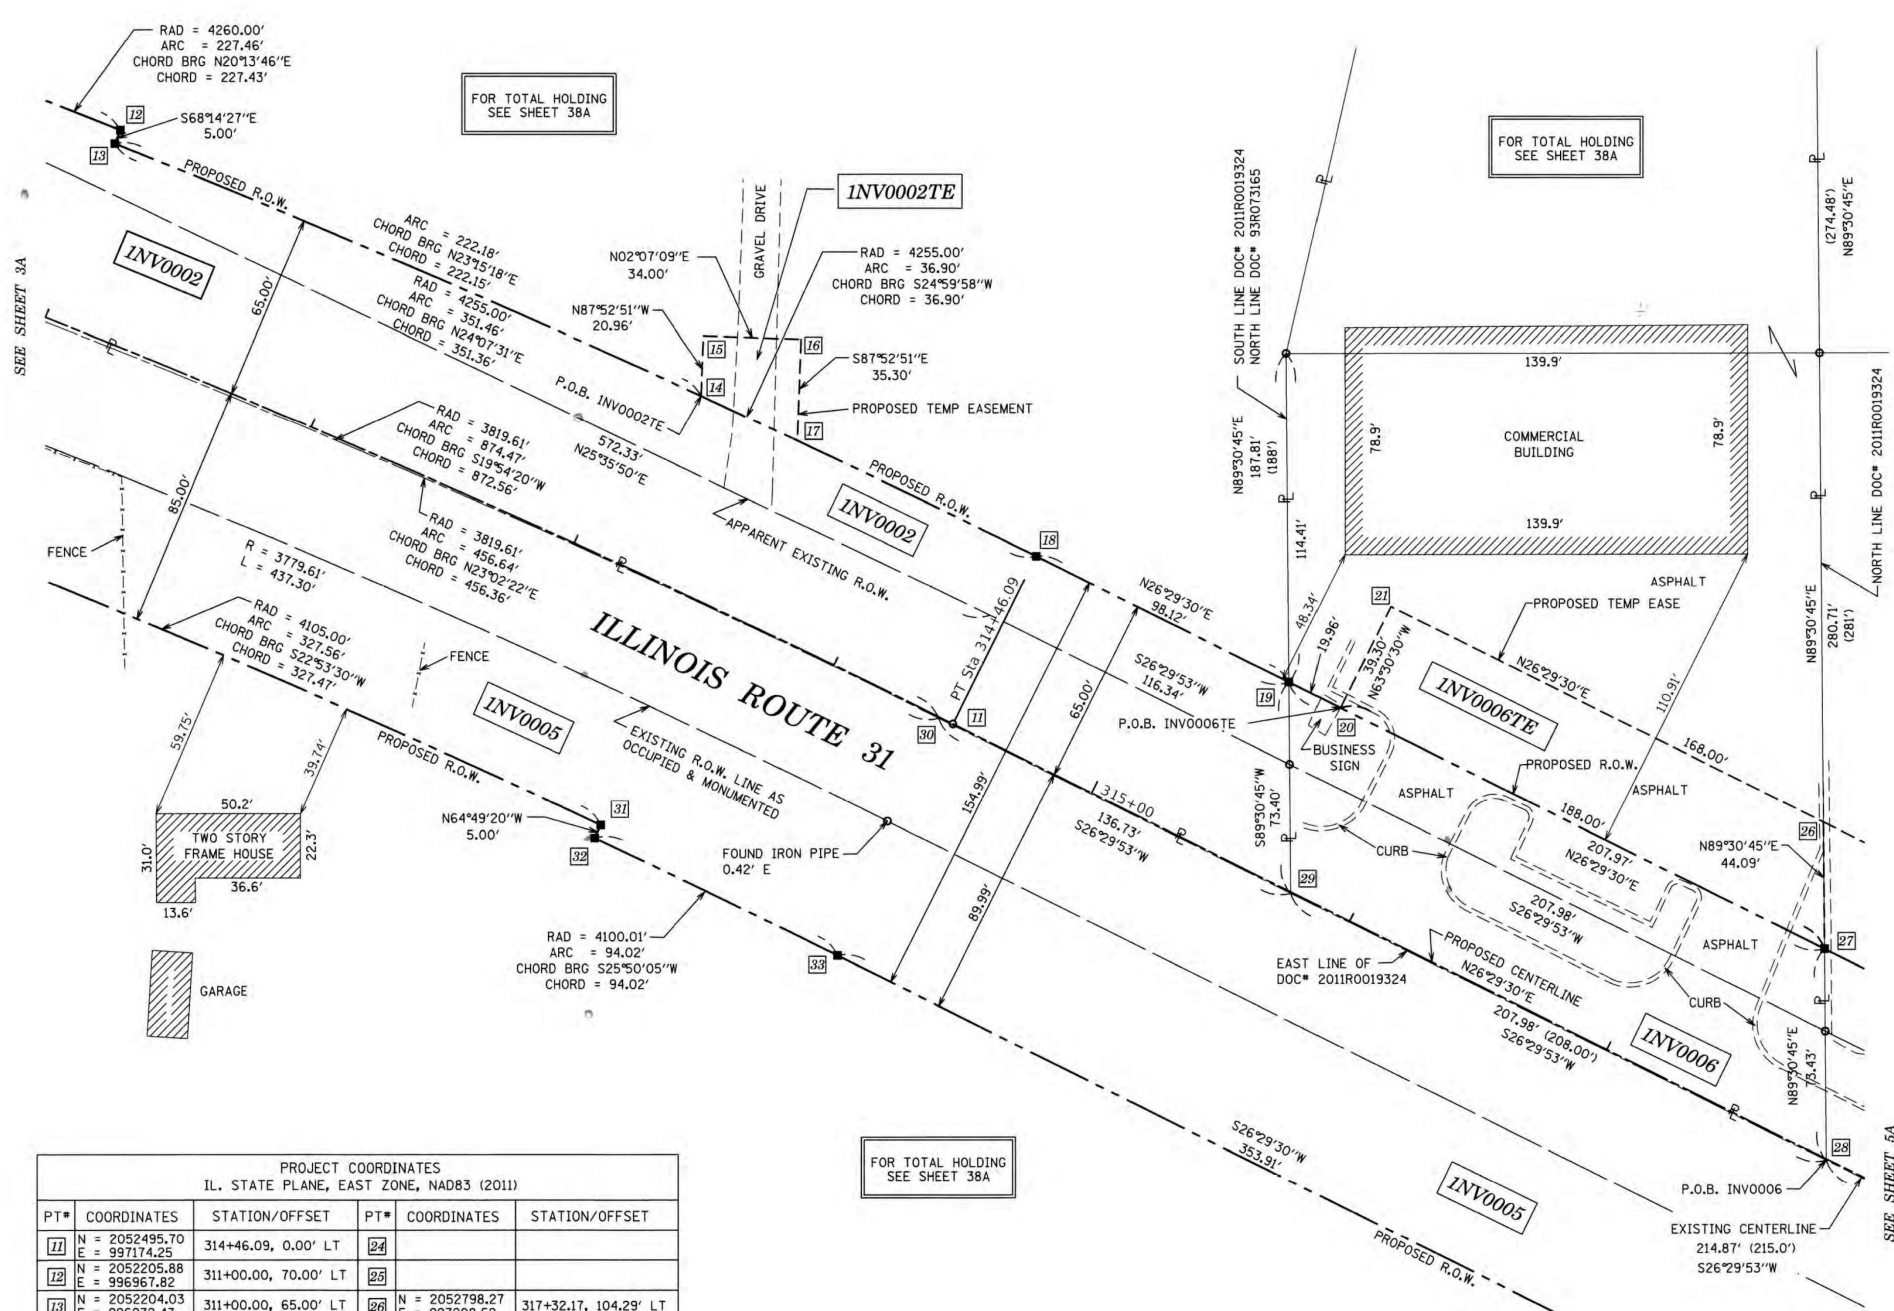 RAD = 4260.00'
ARC = 227.46'
CHORD BRG N20°13'46"E
CHORD = 227.43'
12
S68°14'27"E
5.00'
13
FOR TOTAL HOLDING
SEE SHEET 38A
FOR TOTAL HOLDING
SEE SHEET 38A
SEE SHEET 3A
PROPOSED R.O.W.
1NV0002
65.00'
ARC = 222.18'
CHORD BRG N23°15'18"E
CHORD = 222.15'
RAD = 4255.00'
ARC = 351.46'
CHORD BRG N24°07'31"E
CHORD = 351.36'
GRAVEL DRIVE
1NV0002TE
N02°07'09"E
34.00'
N87°52'51"W
20.96'
RAD = 4255.00'
ARC = 36.90'
CHORD BRG S24°59'58"W
CHORD = 36.90'
15
16
14
S87°52'51"E
35.30'
PROPOSED TEMP EASEMENT
17
P.O.B. 1NV0002TE
572.33'
N25°35'50"E
SOUTH LINE DOC# 2011R0019324
NORTH LINE DOC# 93R073165
(274.48')
N89°30'45"E
NORTH LINE DOC# 2011R0019324
139.9'
78.9'
COMMERCIAL
BUILDING
78.9'
139.9'
N89°30'45"E
187.81'
(188')
114.41'
RAD = 3819.61'
ARC = 874.47'
CHORD BRG S19°54'20"W
CHORD = 872.56'
RAD = 3819.61'
ARC = 456.64'
CHORD BRG N23°02'22"E
CHORD = 456.36'
85.00'
FENCE
R = 3779.61'
L = 437.30'
RAD = 4105.00'
ARC = 327.56'
CHORD BRG S22°53'30"W
CHORD = 327.47'
FENCE
PROPOSED R.O.W.
1NV0002
APPARENT EXISTING R.O.W.
18
N26°29'30"E
98.12'
ILLINOIS ROUTE 31
PT Sta 314+46.09
11
30
1NV0005
EXISTING R.O.W. LINE AS
OCCUPIED & MONUMENTED
PROPOSED R.O.W.
59.75'
39.74'
50.2'
TWO STORY
FRAME HOUSE
31.0'
22.3'
36.6'
13.6'
GARAGE
31
N64°49'20"W
5.00'
32
FOUND IRON PIPE
0.42' E
RAD = 4100.01'
ARC = 94.02'
CHORD BRG S25°50'05"W
CHORD = 94.02'
33
154.99'
65.00'
89.99'
S26°29'53"W
116.34'
315+00
136.73'
S26°29'53"W
48.34'
19.96'
39.30'
N63°30'30"W
21
ASPHALT
PROPOSED TEMP EASE
N26°29'30"E
1NV0006TE
110.91'
168.00'
N89°30'45"E
280.71'
(281')
19
P.O.B. INV0006TE
20
BUSINESS
SIGN
S89°30'45"W
73.40'
PROPOSED R.O.W.
ASPHALT
ASPHALT
188.00'
207.97'
N26°29'30"E
CURB
26
N89°30'45"E
44.09'
29
207.98'
S26°29'53"W
ASPHALT
27
EAST LINE OF
DOC# 2011R0019324
PROPOSED CENTERLINE
N26°29'30"E
207.98' (208.00')
S26°29'53"W
CURB
1NV0006
N89°30'45"E
73.43'
28
P.O.B. INV0006
EXISTING CENTERLINE
214.87' (215.0')
S26°29'53"W
SEE SHEET 5A
S26°29'30"W
353.91'
1NV0005
PROPOSED R.O.W.
FOR TOTAL HOLDING
SEE SHEET 38A
PROJECT COORDINATES
IL. STATE PLANE, EAST ZONE, NAD83 (2011)
PT# COORDINATES STATION/OFFSET PT# COORDINATES STATION/OFFSET
11 N = 2052495.70 E = 997174.25 314+46.09, 0.00' LT 24
12 N = 2052205.88 E = 996967.82 311+00.00, 70.00' LT 25
13 N = 2052204.03 311+00.00, 65.00' LT 26 N = 2052798.27 317+32.17, 104.29' LT